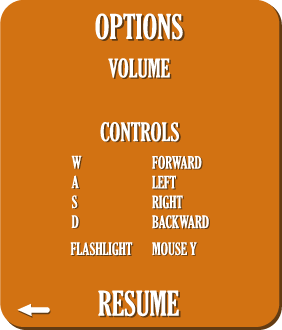 OPTIONS
VOLUME
CONTROLS
W FORWARD
A LEFT
S RIGHT
D BACKWARD
FLASHLIGHT MOUSE Y
RESUME